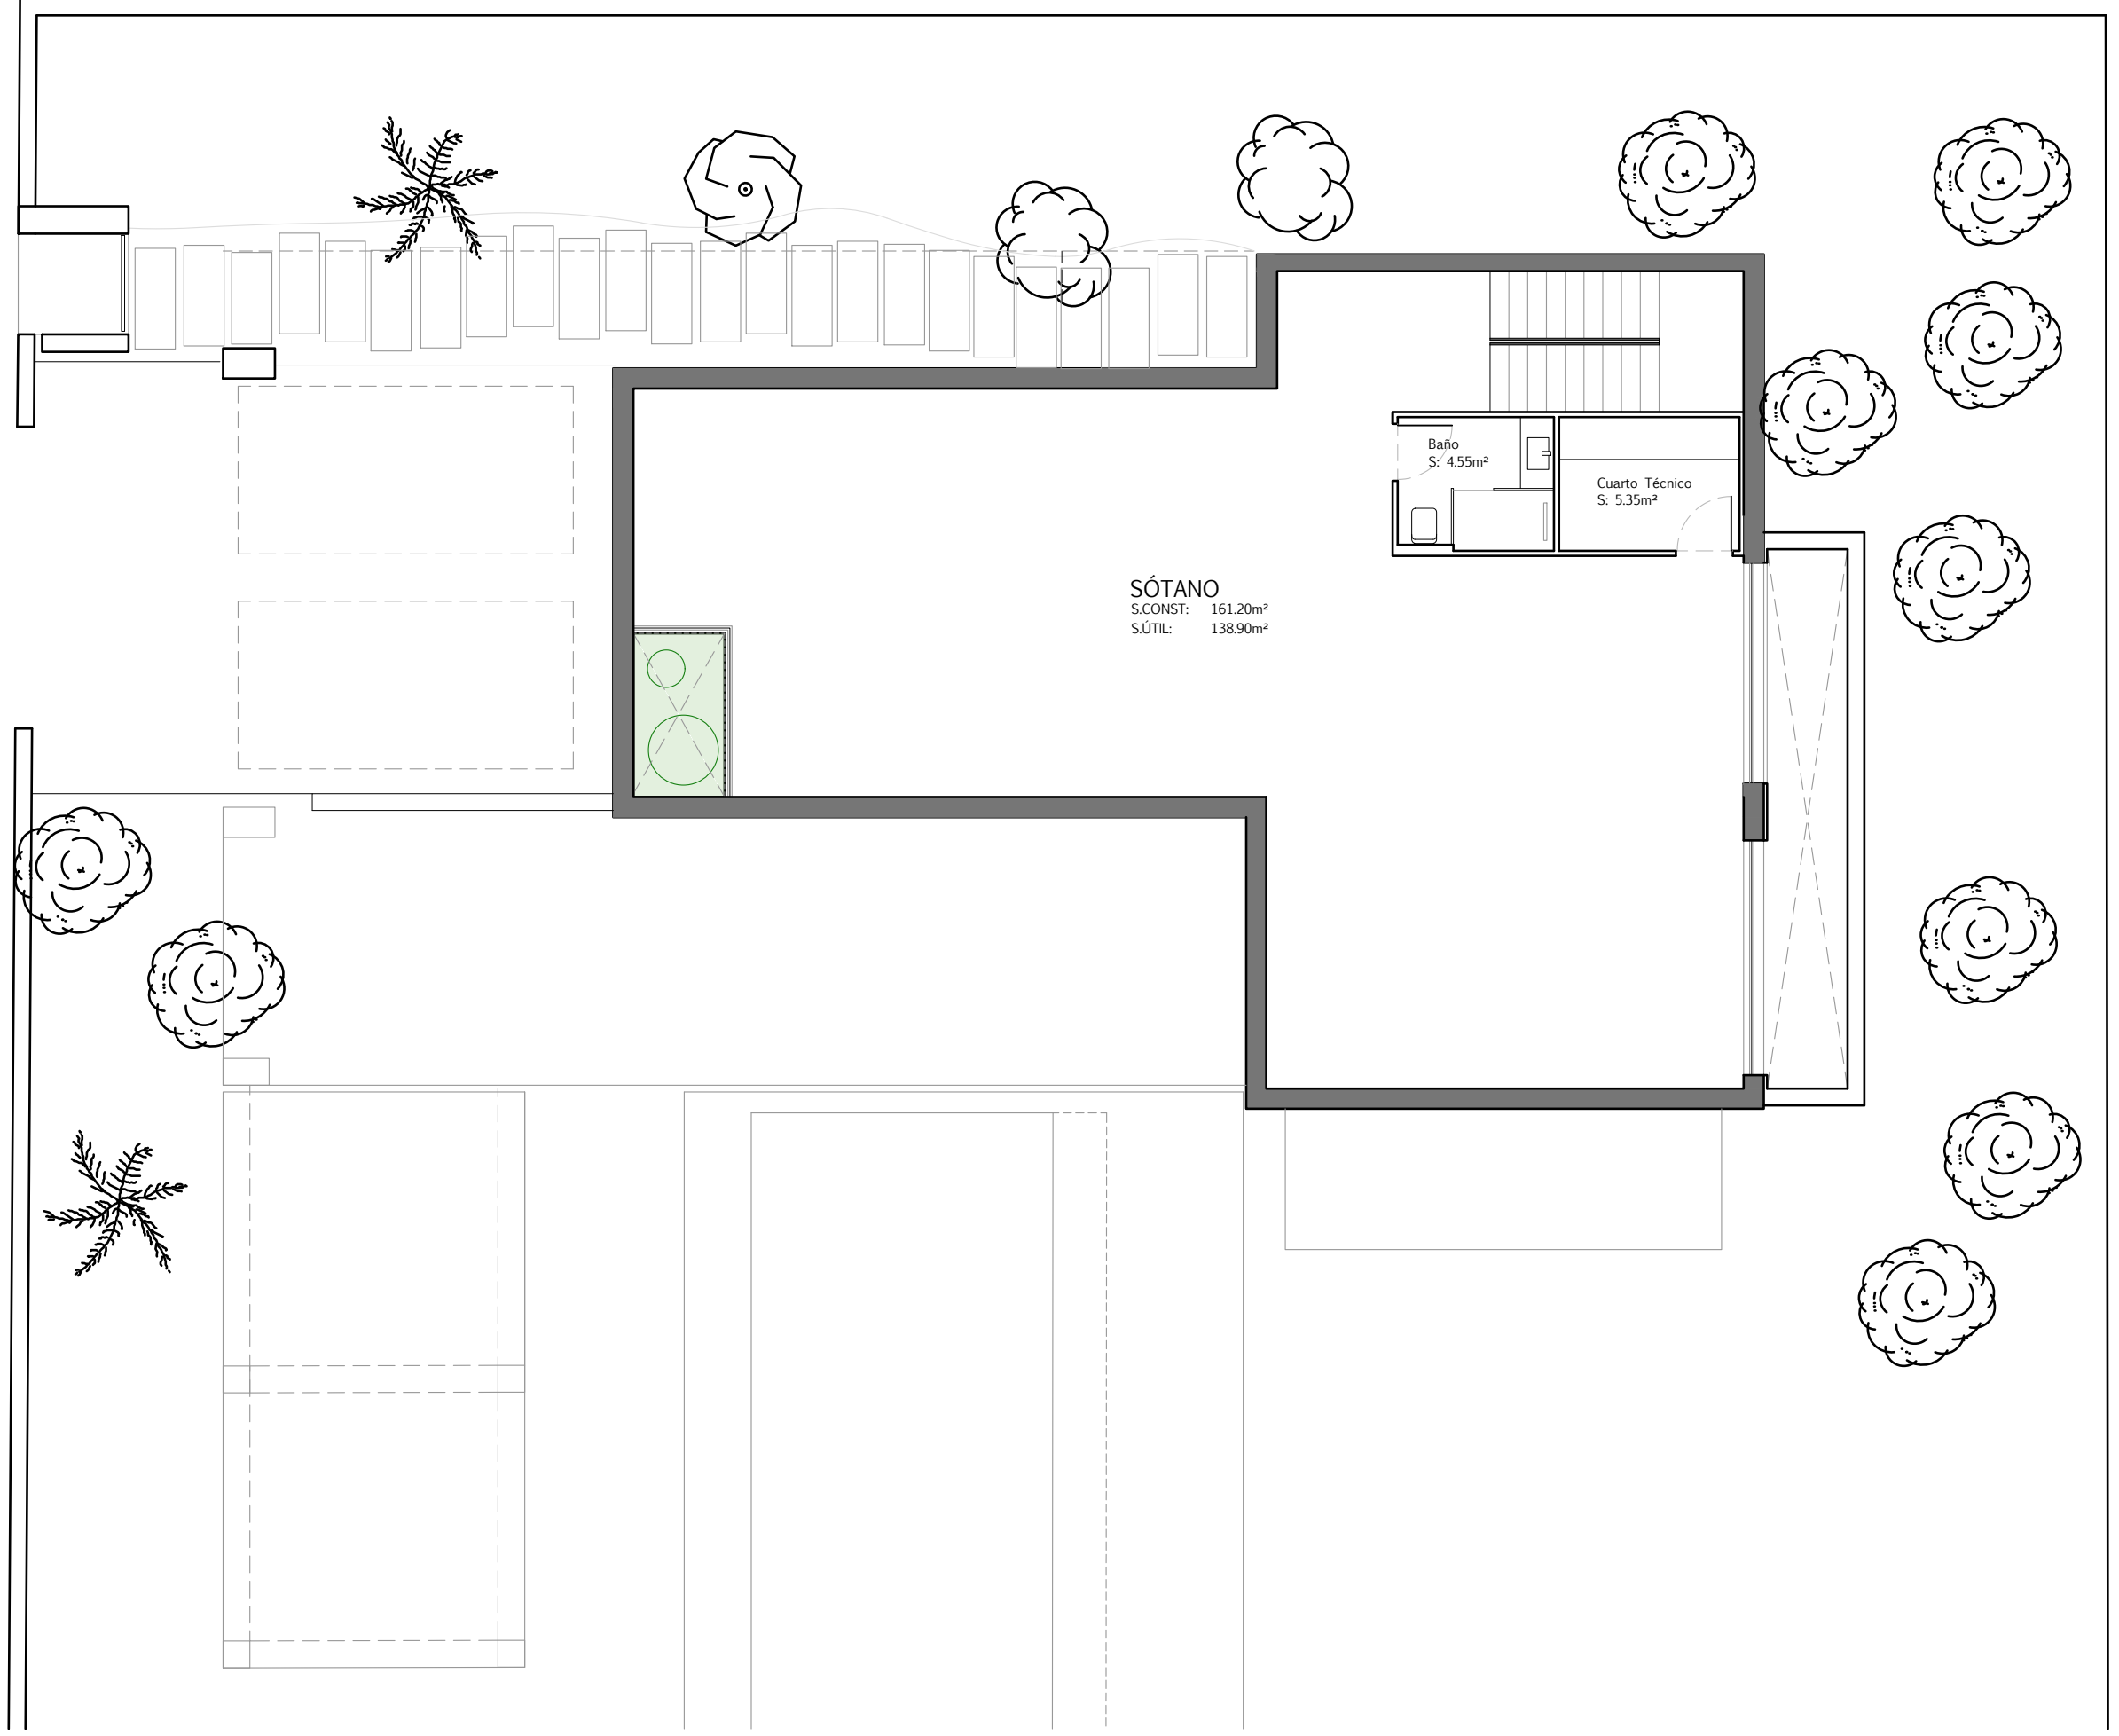 Baño
S: 4.55m²
Cuarto Técnico
S: 5.35m²
SÓTANO
S.CONST: 161.20m²
S.ÚTIL: 138.90m²